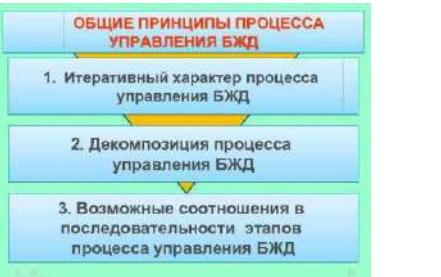 ОБЩИЕ ПРИНЦИПЫ ПРОЦЕССА
УПРАВЛЕНИЯ БЖД
1. Итеративный характер процесса
управления БЖД
2. Декомпозиция процесса
управления БЖД
3. Возможные соотношения в
последовательности этапов
процесса управления БЖД